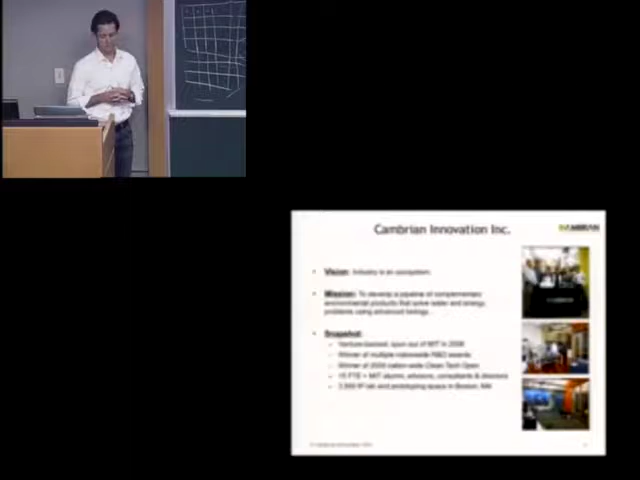 Cambrian Innovation Inc.
CAMBRIAN
Vision: Industry is an ecosystem.
Mission: To develop a pipeline of complementary
environmental products that solve water and energy
problems using advanced biology.
Snapshot:
Venture-backed, spun out of MIT in 2006
Winner of multiple nationwide R&D awards
Winner of 2009 nation-wide Clean Tech Open
15 FTE + MIT alumni, advisors, consultants & directors
lab and prototyping space in Boston, MA